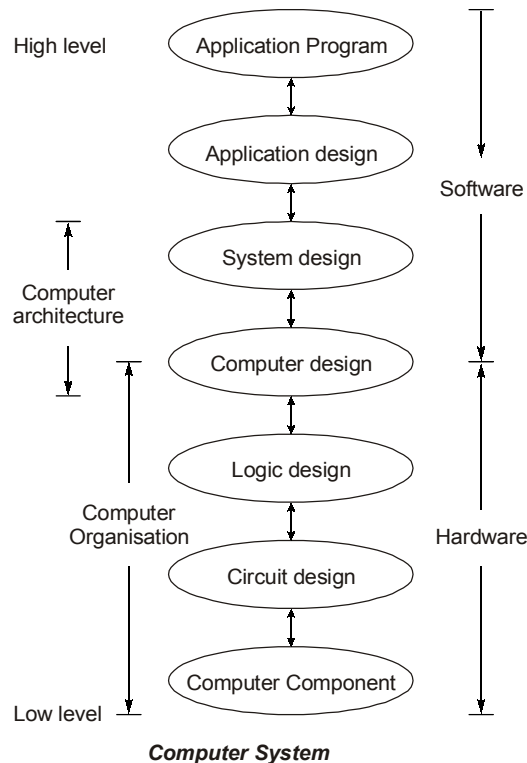 High level
Application Program
Application design
Software
System design
Computer
architecture
Computer design
Logic design
Computer
Organisation
Hardware
Circuit design
Computer Component
Low level
Computer System